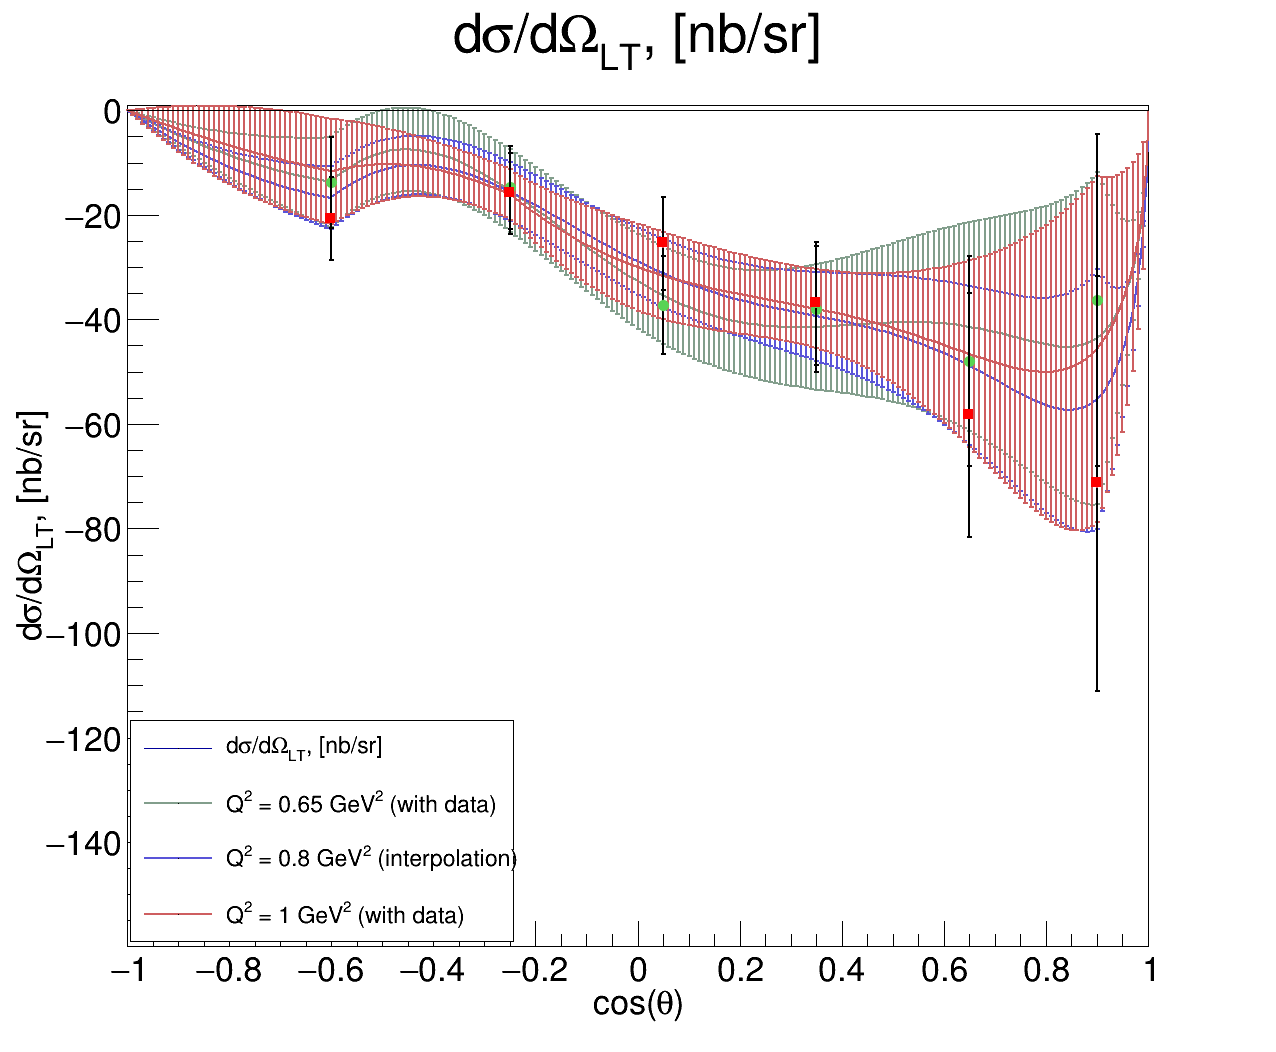 dσ/dΩ_LT, [nb/sr]
dσ/dΩ_LT, [nb/sr]
0
−20
−40
−60
−80
−100
−120
−140
dσ/dΩ_LT, [nb/sr]
Q² = 0.65 GeV² (with data)
Q² = 0.8 GeV² (interpolation)
Q² = 1 GeV² (with data)
−1 −0.8 −0.6 −0.4 −0.2 0 0.2 0.4 0.6 0.8 1
cos(θ)